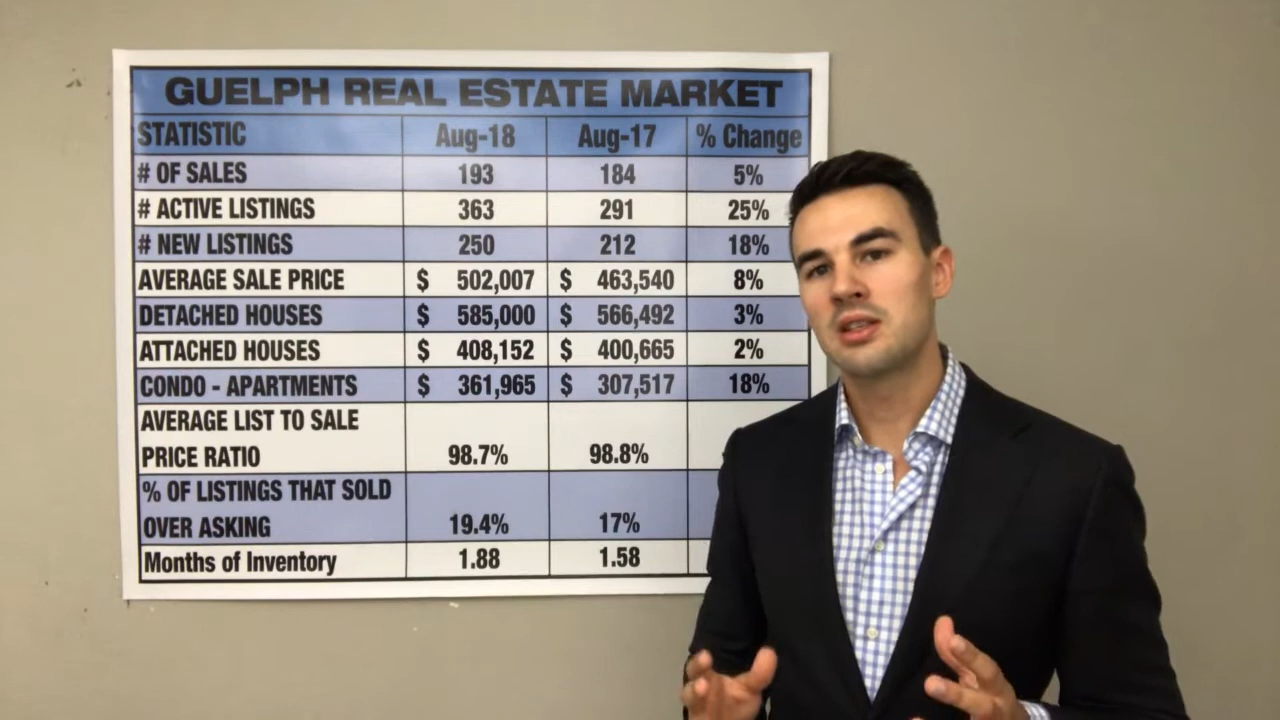 GUELPH REAL ESTATE MARKET
STATISTIC Aug-18 Aug-17 % Change
# OF SALES 193 184 5%
# ACTIVE LISTINGS 363 291 25%
# NEW LISTINGS 250 212 18%
AVERAGE SALE PRICE $ 502,007 $ 463,540 8%
DETACHED HOUSES $ 585,000 $ 566,492 3%
ATTACHED HOUSES $ 408,152 $ 400,665 2%
CONDO - APARTMENTS $ 361,965 $ 307,517 18%
AVERAGE LIST TO SALE
PRICE RATIO 98.7% 98.8%
% OF LISTINGS THAT SOLD
OVER ASKING 19.4% 17%
Months of Inventory 1.88 1.58